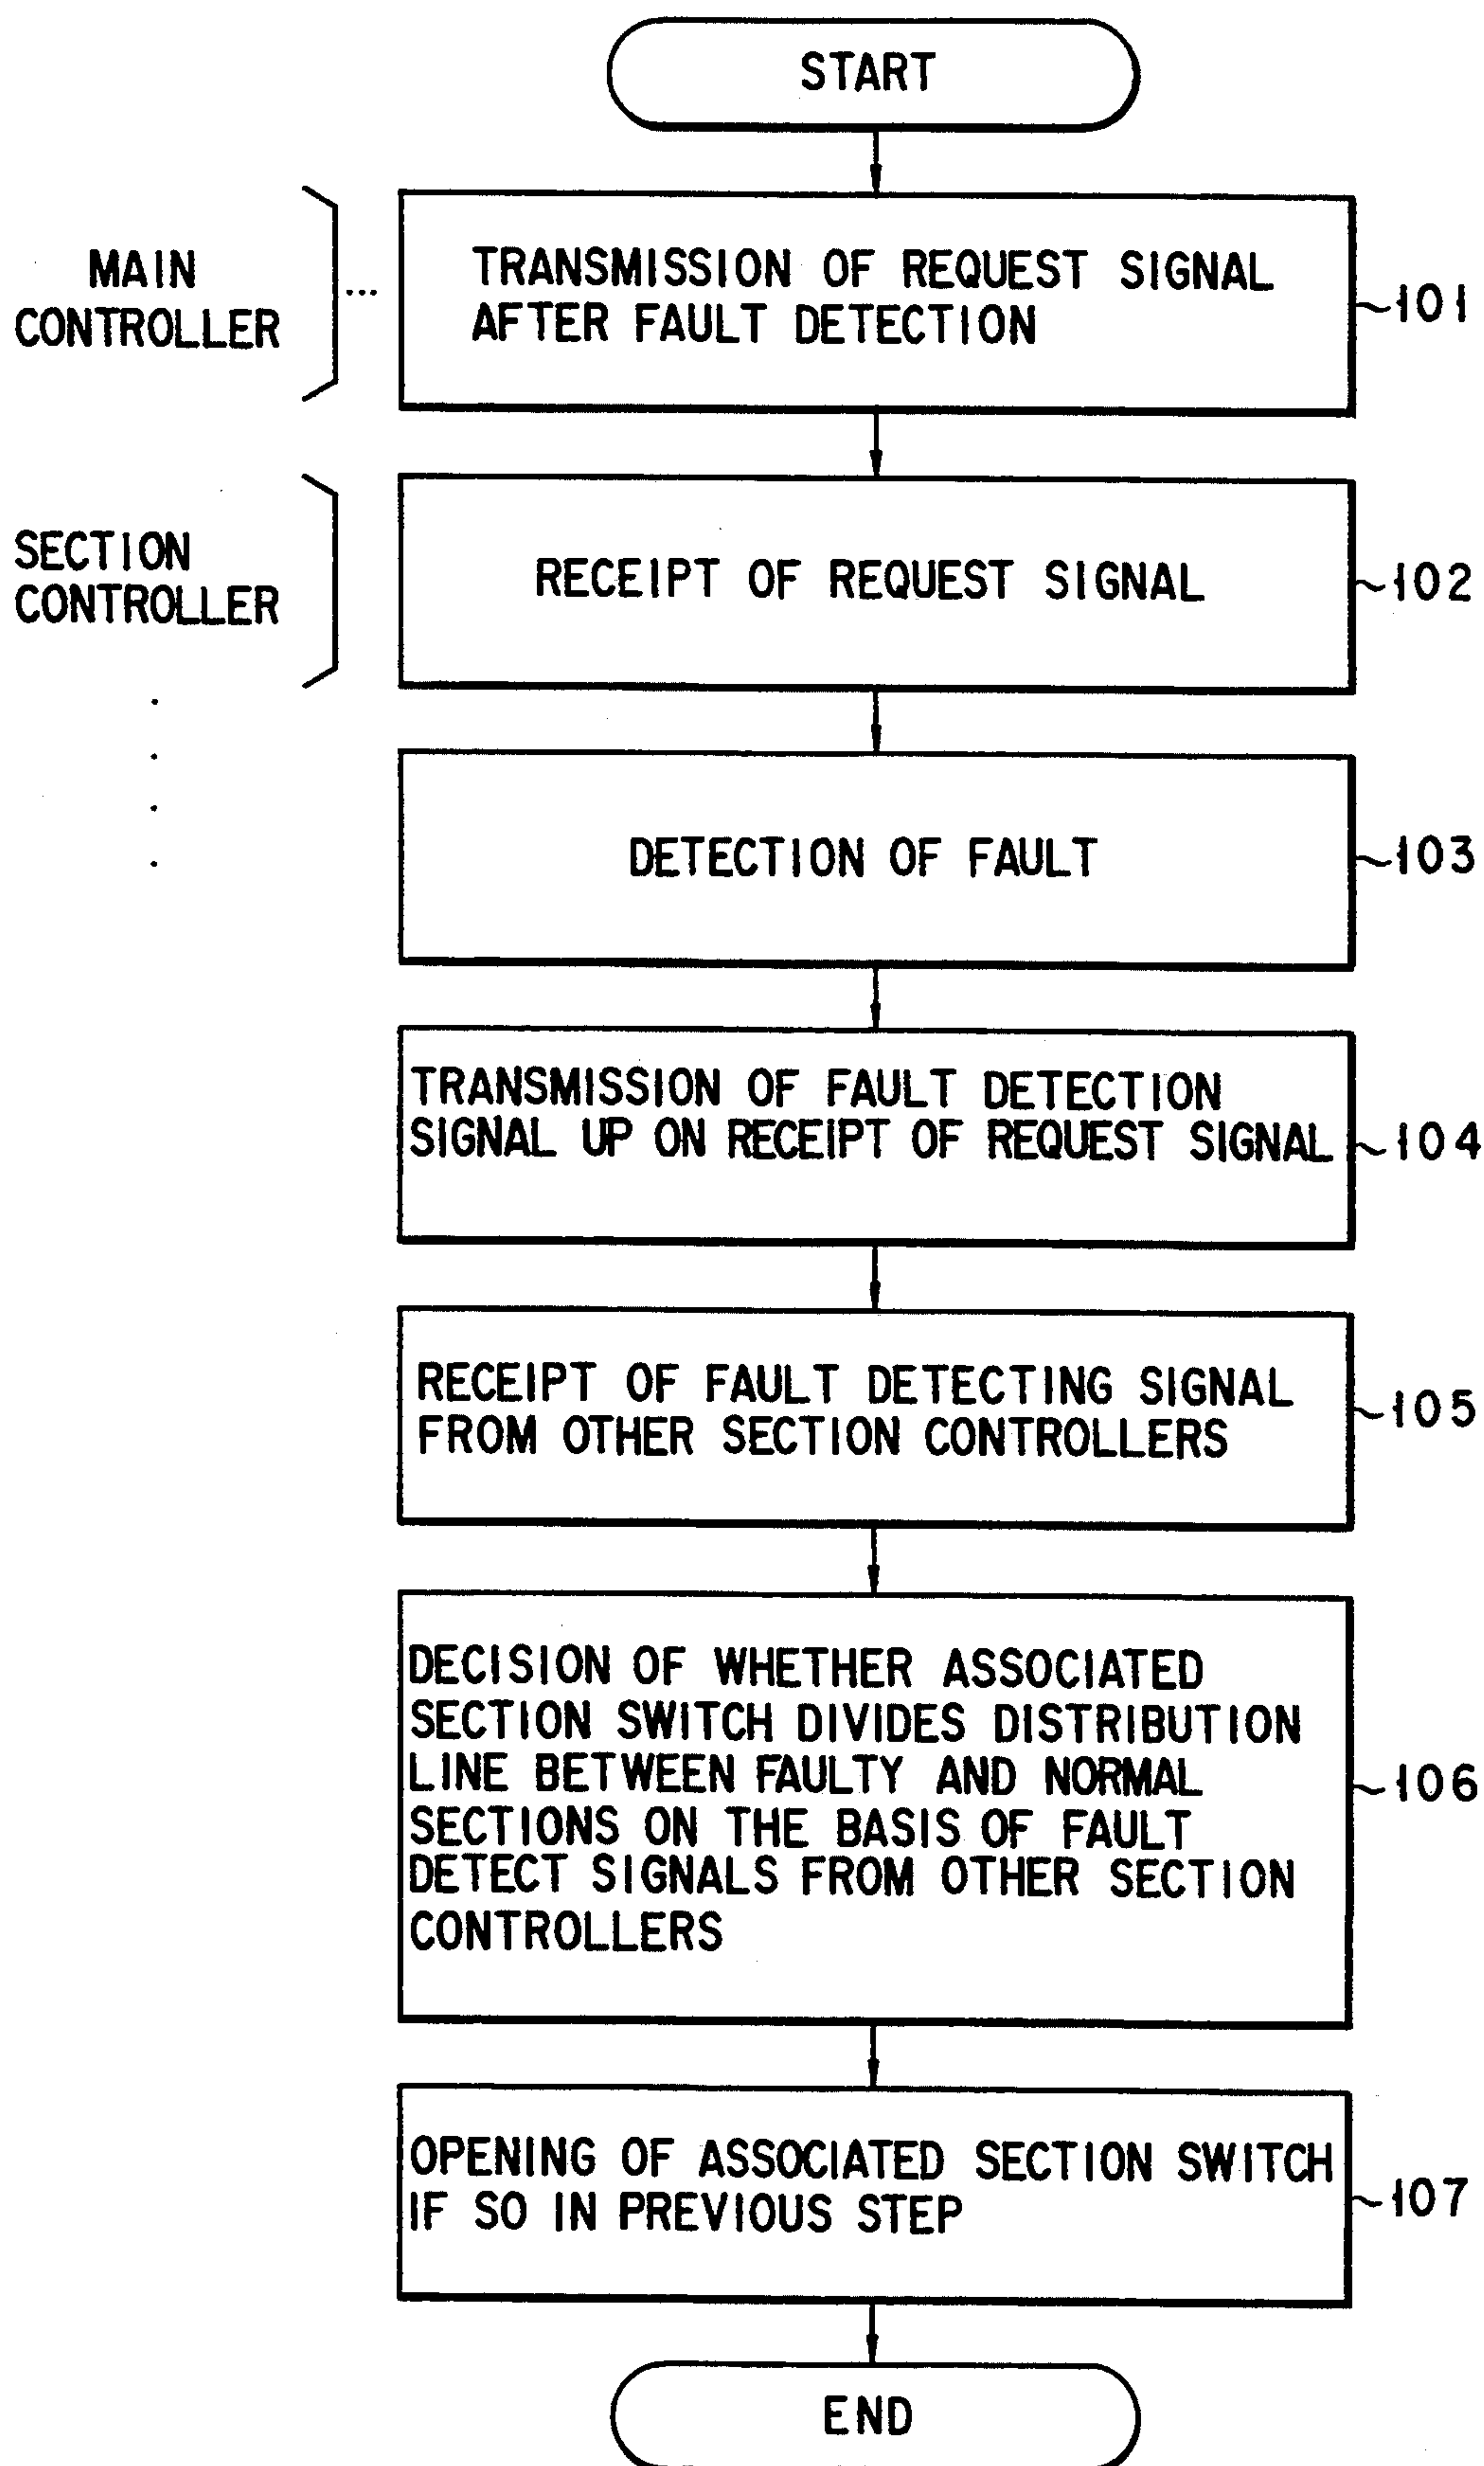 START
MAIN
CONTROLLER
...
TRANSMISSION OF REQUEST SIGNAL
AFTER FAULT DETECTION
~101
SECTION
CONTROLLER
RECEIPT OF REQUEST SIGNAL
~102
DETECTION OF FAULT
~103
TRANSMISSION OF FAULT DETECTION
SIGNAL UP ON RECEIPT OF REQUEST SIGNAL
~104
RECEIPT OF FAULT DETECTING SIGNAL
FROM OTHER SECTION CONTROLLERS
~105
DECISION OF WHETHER ASSOCIATED
SECTION SWITCH DIVIDES DISTRIBUTION
LINE BETWEEN FAULTY AND NORMAL
SECTIONS ON THE BASIS OF FAULT
DETECT SIGNALS FROM OTHER SECTION
CONTROLLERS
~106
OPENING OF ASSOCIATED SECTION SWITCH
IF SO IN PREVIOUS STEP
~107
END